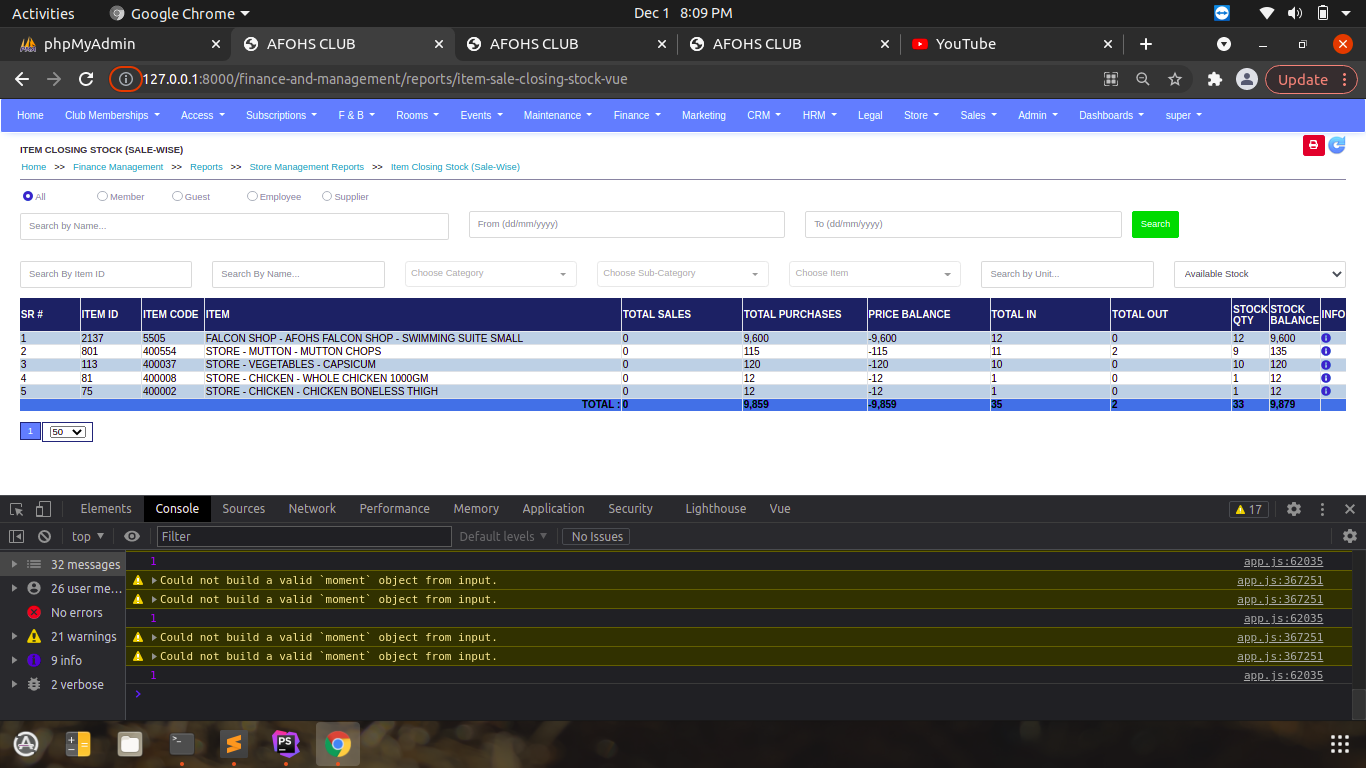 Activities Google Chrome Dec 1 8:09 PM
phpMyAdmin AFOHS CLUB AFOHS CLUB AFOHS CLUB YouTube
127.0.0.1:8000/finance-and-management/reports/item-sale-closing-stock-vue Update
Home Club Memberships Access Subscriptions F & B Rooms Events Maintenance Finance Marketing CRM HRM Legal Store Sales Admin Dashboards super
ITEM CLOSING STOCK (SALE-WISE)
Home >> Finance Management >> Reports >> Store Management Reports >> Item Closing Stock (Sale-Wise)
All Member Guest Employee Supplier
Search by Name... From (dd/mm/yyyy) To (dd/mm/yyyy) Search
Search By Item ID Search By Name... Choose Category Choose Sub-Category Choose Item Search by Unit... Available Stock
SR # ITEM ID ITEM CODE ITEM TOTAL SALES TOTAL PURCHASES PRICE BALANCE TOTAL IN TOTAL OUT STOCK QTY STOCK BALANCE INFO
1 2137 5505 FALCON SHOP - AFOHS FALCON SHOP - SWIMMING SUITE SMALL 0 9,600 -9,600 12 0 12 9,600
2 801 400554 STORE - MUTTON - MUTTON CHOPS 0 115 -115 11 2 9 135
3 113 400037 STORE - VEGETABLES - CAPSICUM 0 120 -120 10 0 10 120
4 81 400008 STORE - CHICKEN - WHOLE CHICKEN 1000GM 0 12 -12 1 0 1 12
5 75 400002 STORE - CHICKEN - CHICKEN BONELESS THIGH 0 12 -12 1 0 1 12
TOTAL : 0 9,859 -9,859 35 2 33 9,879
1 50
Elements Console Sources Network Performance Memory Application Security Lighthouse Vue 17
top Filter Default levels No Issues
32 messages
26 user me...
No errors
21 warnings
9 info
2 verbose
1 app.js:62035
Could not build a valid `moment` object from input. app.js:367251
Could not build a valid `moment` object from input. app.js:367251
1 app.js:62035
Could not build a valid `moment` object from input. app.js:367251
Could not build a valid `moment` object from input. app.js:367251
1 app.js:62035
PS